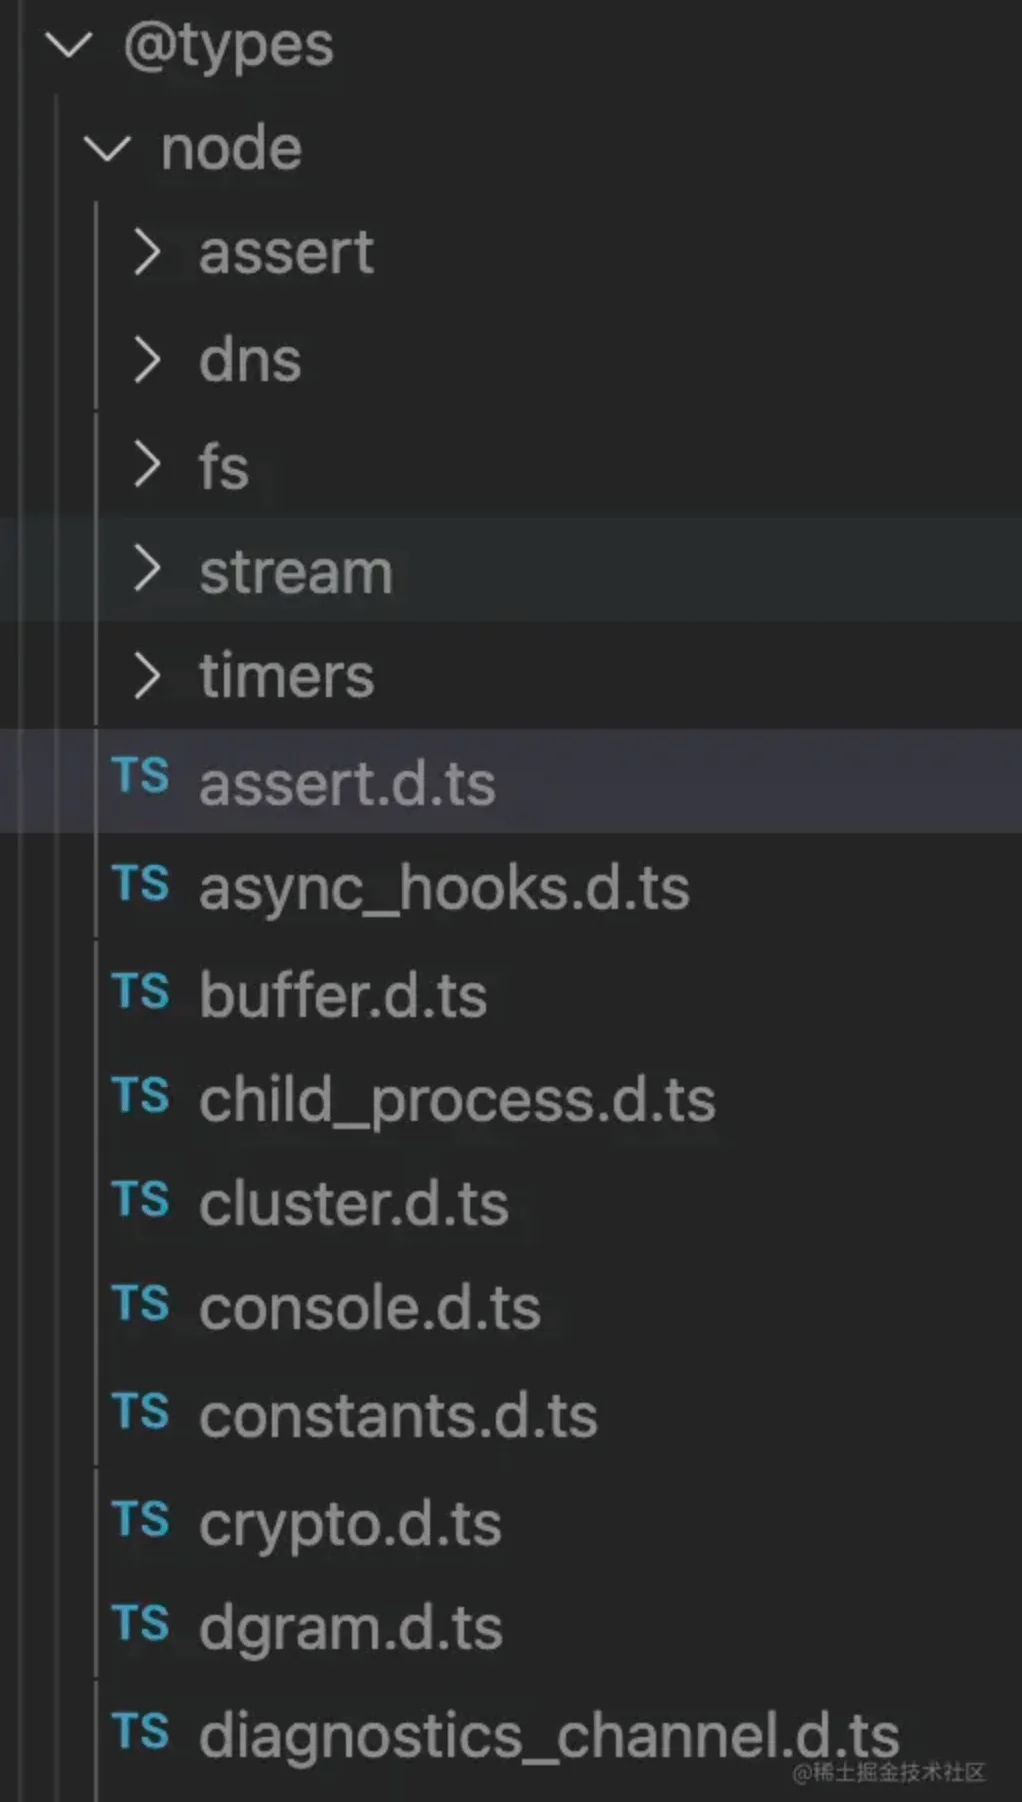 @types
node
assert
dns
fs
stream
timers
TS assert.d.ts
TS async_hooks.d.ts
TS buffer.d.ts
TS child_process.d.ts
TS cluster.d.ts
TS console.d.ts
TS constants.d.ts
TS crypto.d.ts
TS dgram.d.ts
TS diagnostics_channel.d.ts
@稀土掘金技术社区